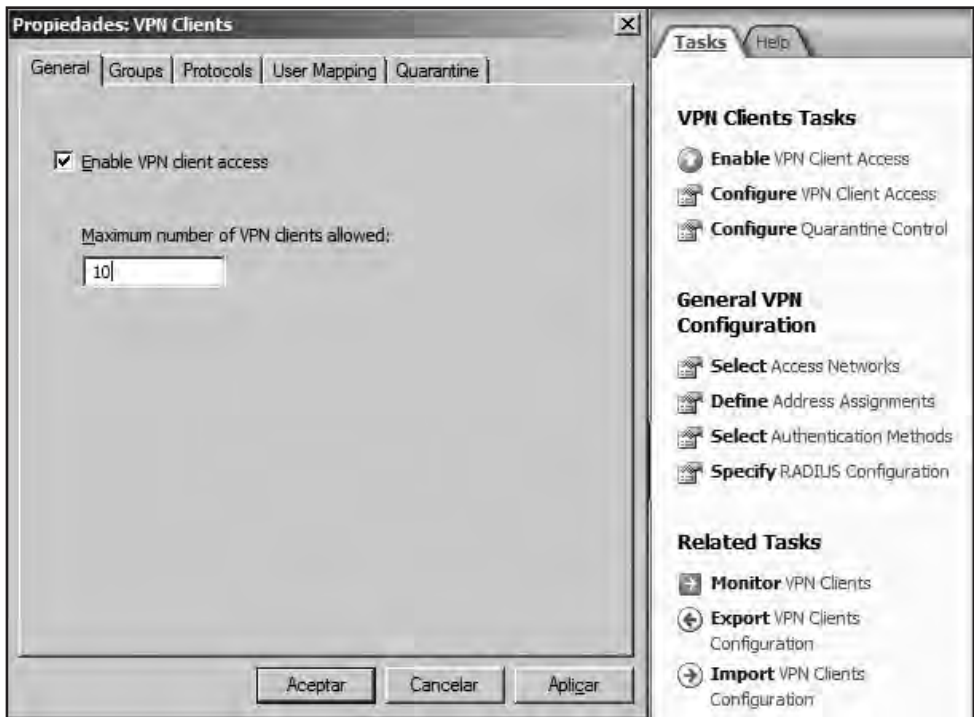 Propiedades: VPN Clients
General
Groups
Protocols
User Mapping
Quarantine
Enable VPN client access
Maximum number of VPN clients allowed:
10
Aceptar
Cancelar
Aplicar
Tasks
Help
VPN Clients Tasks
Enable VPN Client Access
Configure VPN Client Access
Configure Quarantine Control
General VPN
Configuration
Select Access Networks
Define Address Assignments
Select Authentication Methods
Specify RADIUS Configuration
Related Tasks
Monitor VPN Clients
Export VPN Clients
Configuration
Import VPN Clients
Configuration